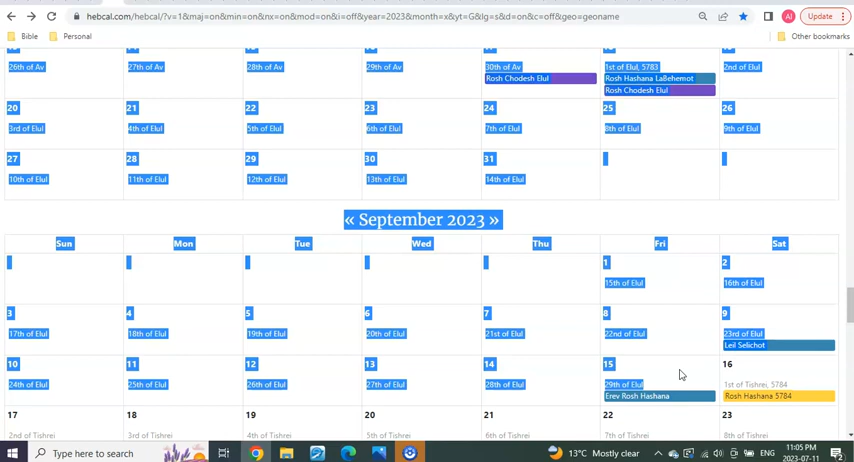 hebcal.com/hebcal/?v=1&maj=on&min=on&nx=on&mod=on&i=off&year=2023&month=x&yt=G&lg=s&d=on&c=off&geo=geoname
AI
Update
Bible Personal Other bookmarks
26th of Av 27th of Av 28th of Av 29th of Av 30th of Av 1st of Elul, 5783 2nd of Elul
Rosh Chodesh Elul Rosh Hashana LaBehemot
Rosh Chodesh Elul
20 21 22 23 24 25 26
3rd of Elul 4th of Elul 5th of Elul 6th of Elul 7th of Elul 8th of Elul 9th of Elul
27 28 29 30 31
10th of Elul 11th of Elul 12th of Elul 13th of Elul 14th of Elul
« September 2023 »
Sun Mon Tue Wed Thu Fri Sat
1 2
15th of Elul 16th of Elul
3 4 5 6 7 8 9
17th of Elul 18th of Elul 19th of Elul 20th of Elul 21st of Elul 22nd of Elul 23rd of Elul
Leil Selichot
10 11 12 13 14 15 16
24th of Elul 25th of Elul 26th of Elul 27th of Elul 28th of Elul 29th of Elul 1st of Tishrei, 5784
Erev Rosh Hashana Rosh Hashana 5784
17 18 19 20 21 22 23
2nd of Tishrei 3rd of Tishrei 4th of Tishrei 5th of Tishrei 6th of Tishrei 7th of Tishrei 8th of Tishrei
Type here to search
13°C Mostly clear
ENG
11:05 PM
2023-07-11
2